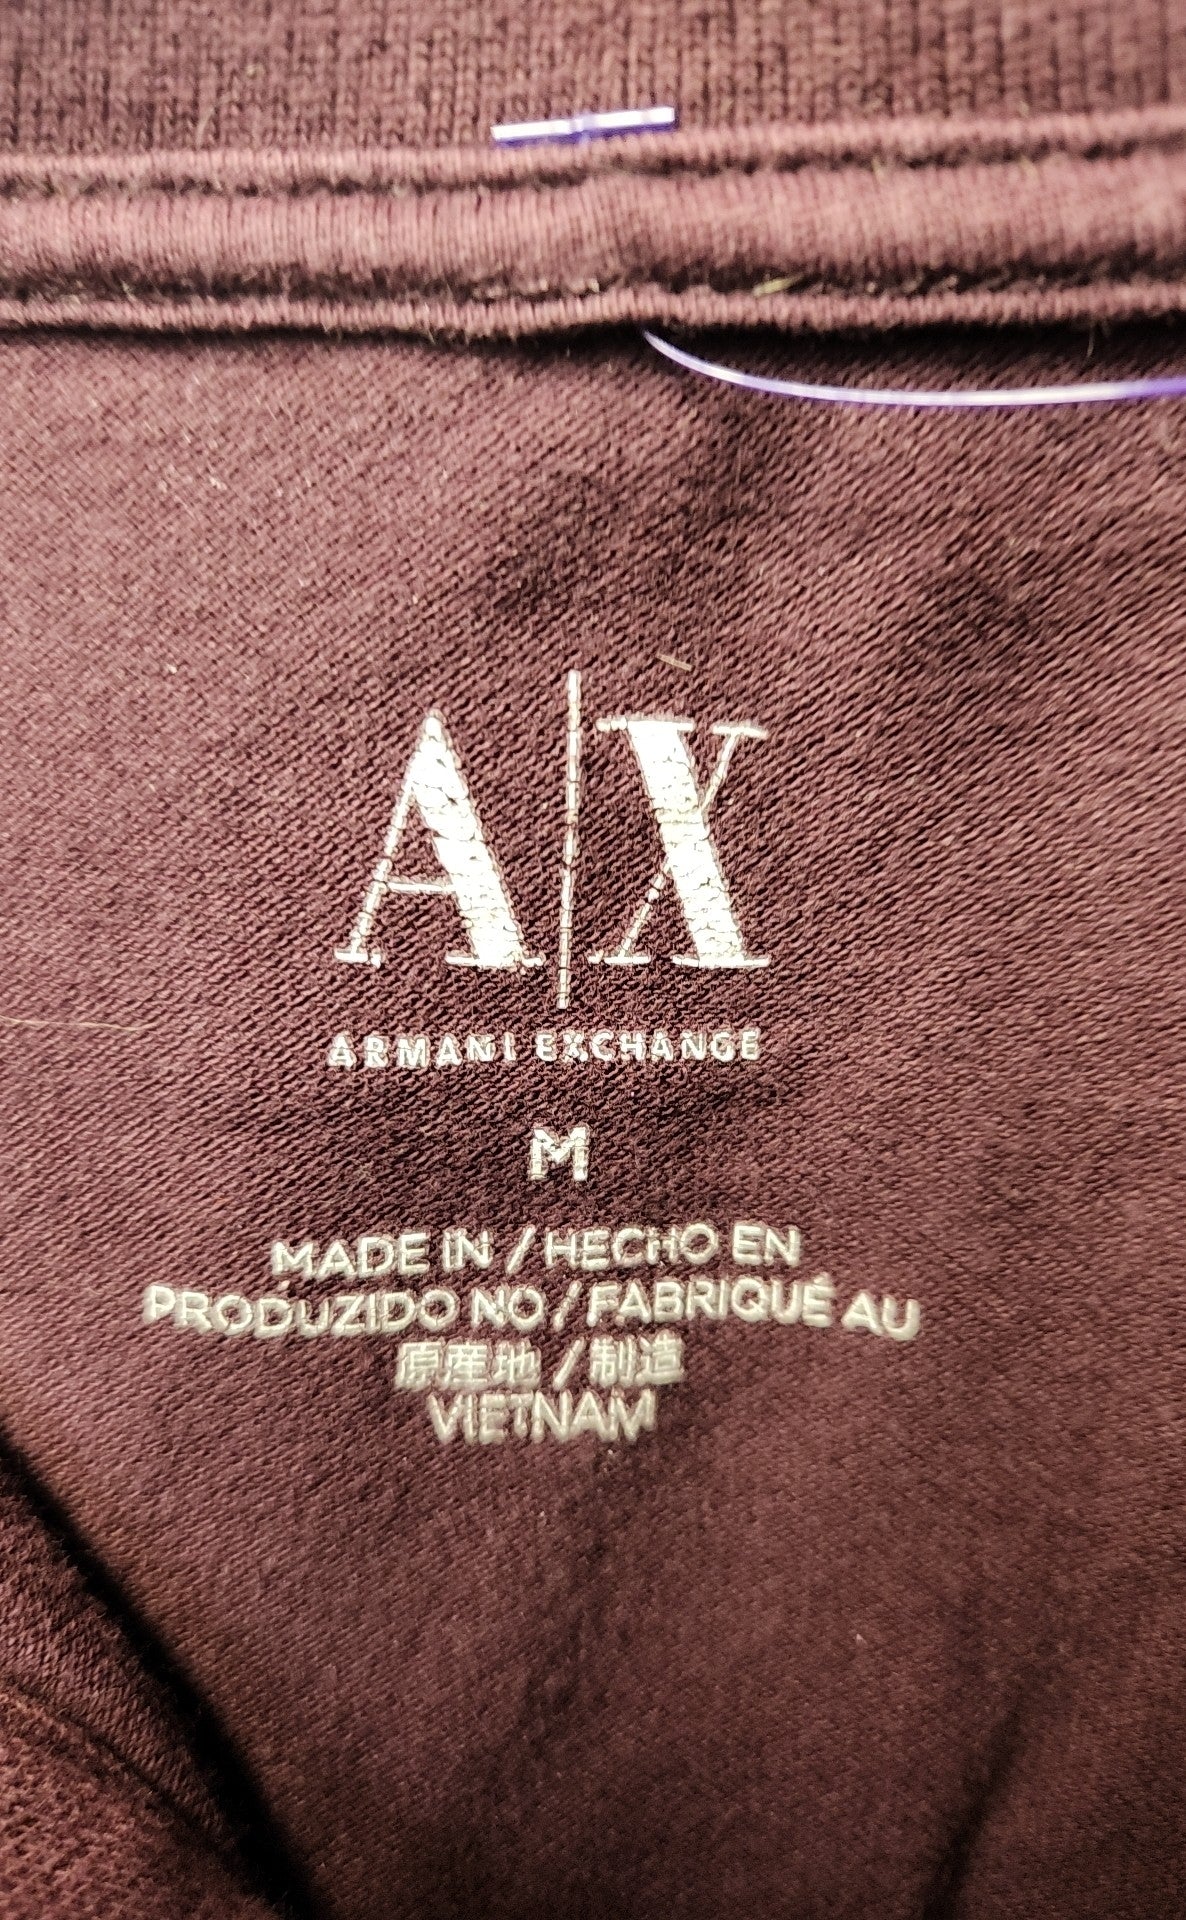 A|X
ARMANI EXCHANGE
M
MADE IN / HECHO EN
PRODUZIDO NO / FABRIQUÉ AU
原産地 / 制造
VIETNAM